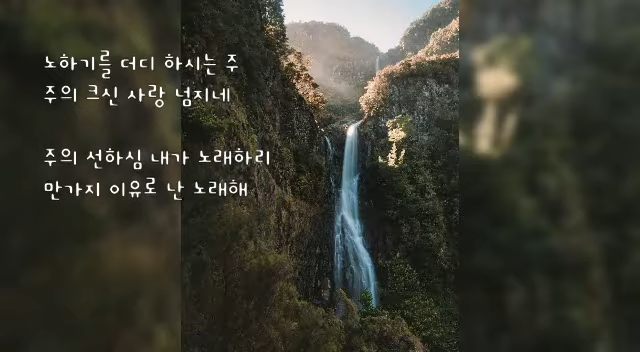 노하기를 더디 하시는 주
주의 크신 사랑 넘치네
주의 선하심 내가 노래하리
만가지 이유로 난 노래해